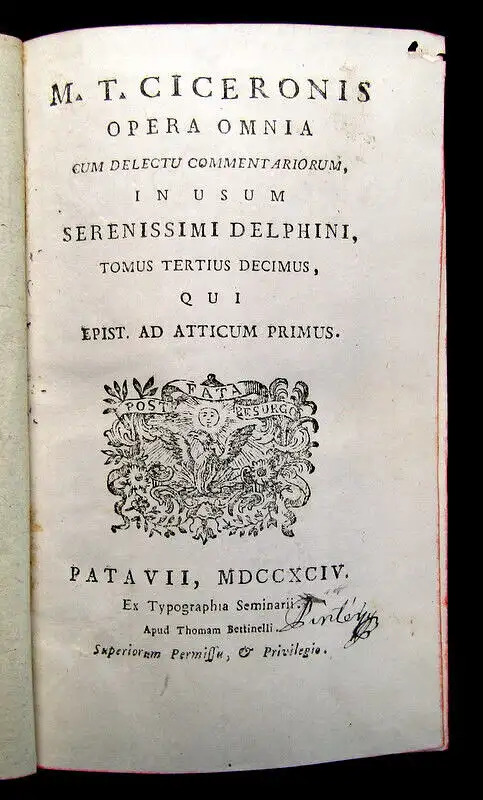 M. T. CICERONIS
OPERA OMNIA
CUM DELECTU COMMENTARIORUM,
IN USUM
SERENISSIMI DELPHINI,
TOMUS TERTIUS DECIMUS,
QUI
EPIST. AD ATTICUM PRIMUS.
POST FATA RESURGO
PATAVII, MDCCXCIV.
Ex Typographia Seminarii.
Apud Thomam Bettinelli.
Superiorum Permiſſu, & Privilegio.